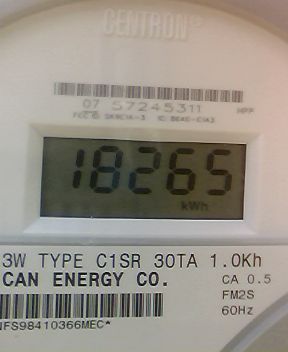 CENTRON®
07 57245311
FCC ID SK9C1A-3 IC 864G-C1A3
18265
kWh
3W TYPE C1SR 30TA 1.0Kh
CAN ENERGY CO. CA 0.5
FM2S
60Hz
NFS98410366MEC*